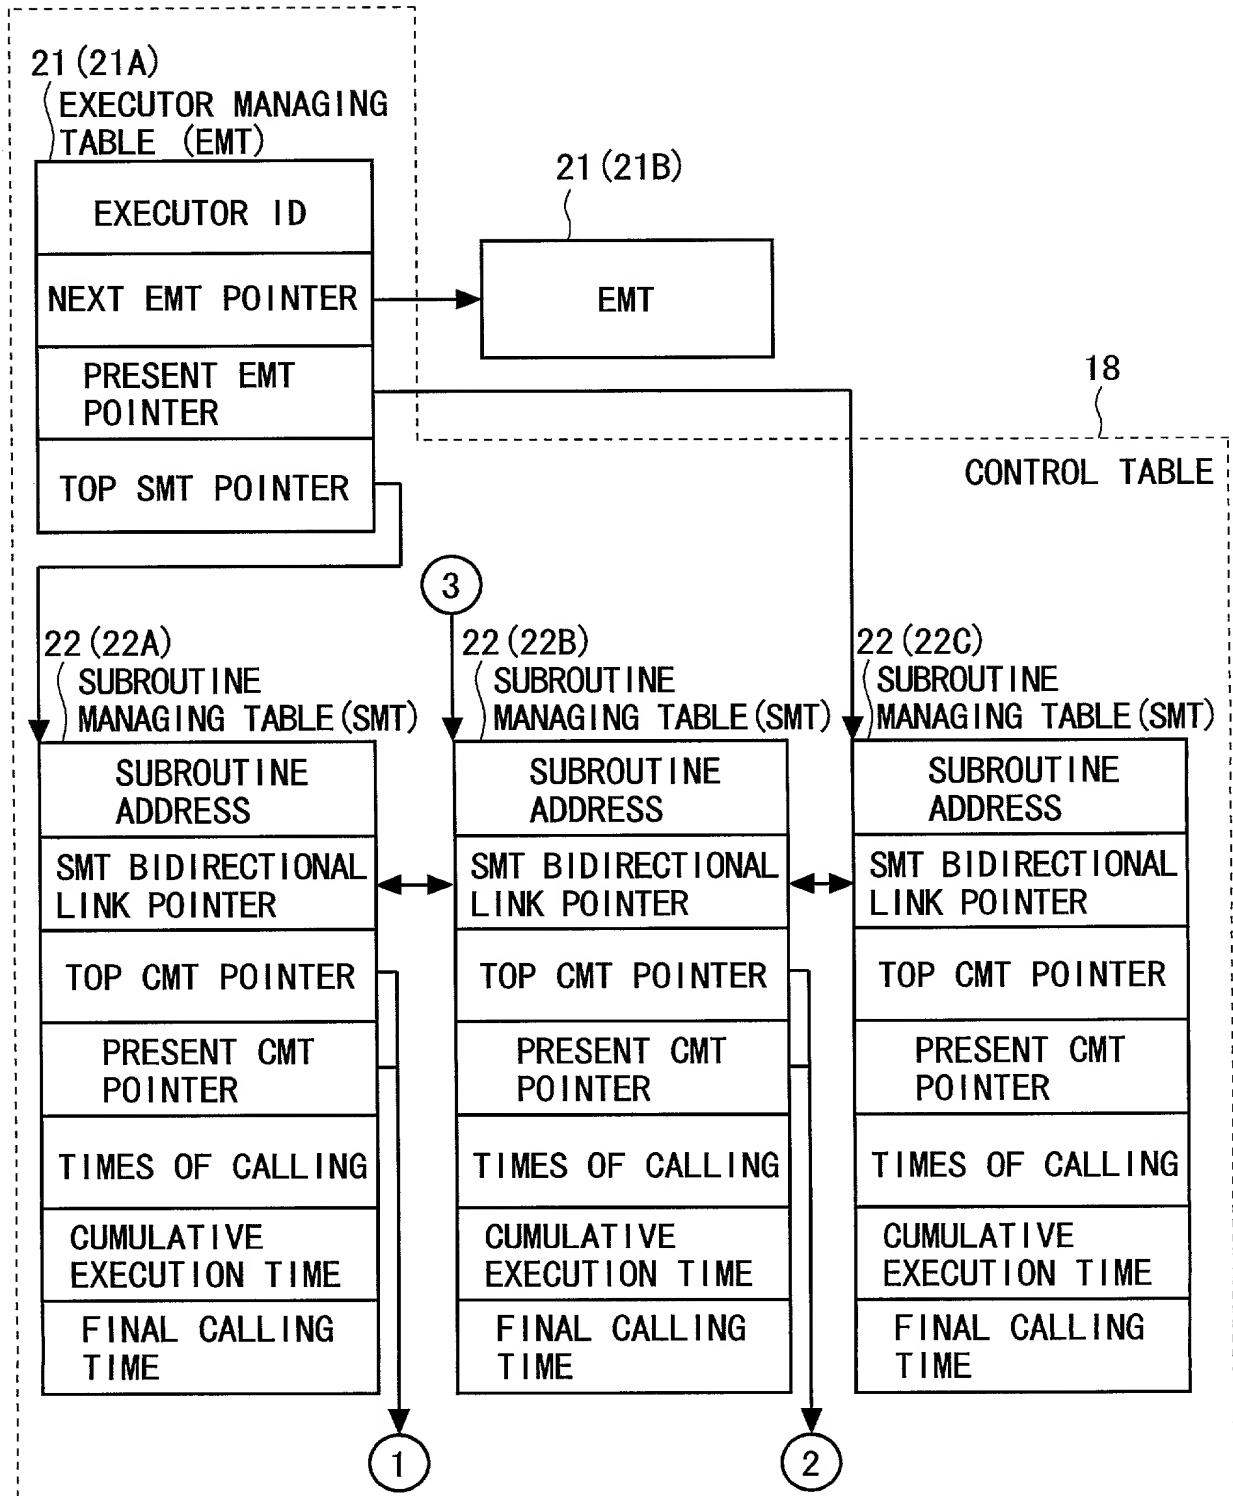 21(21A)
EXECUTOR MANAGING
TABLE (EMT)
EXECUTOR ID
NEXT EMT POINTER
PRESENT EMT
POINTER
TOP SMT POINTER
21(21B)
EMT
18
CONTROL TABLE
3
22(22A)
SUBROUTINE
MANAGING TABLE(SMT)
SUBROUTINE
ADDRESS
SMT BIDIRECTIONAL
LINK POINTER
TOP CMT POINTER
PRESENT CMT
POINTER
TIMES OF CALLING
CUMULATIVE
EXECUTION TIME
FINAL CALLING
TIME
1
22(22B)
SUBROUTINE
MANAGING TABLE(SMT)
SUBROUTINE
ADDRESS
SMT BIDIRECTIONAL
LINK POINTER
TOP CMT POINTER
PRESENT CMT
POINTER
TIMES OF CALLING
CUMULATIVE
EXECUTION TIME
FINAL CALLING
TIME
2
22(22C)
SUBROUTINE
MANAGING TABLE(SMT)
SUBROUTINE
ADDRESS
SMT BIDIRECTIONAL
LINK POINTER
TOP CMT POINTER
PRESENT CMT
POINTER
TIMES OF CALLING
CUMULATIVE
EXECUTION TIME
FINAL CALLING
TIME